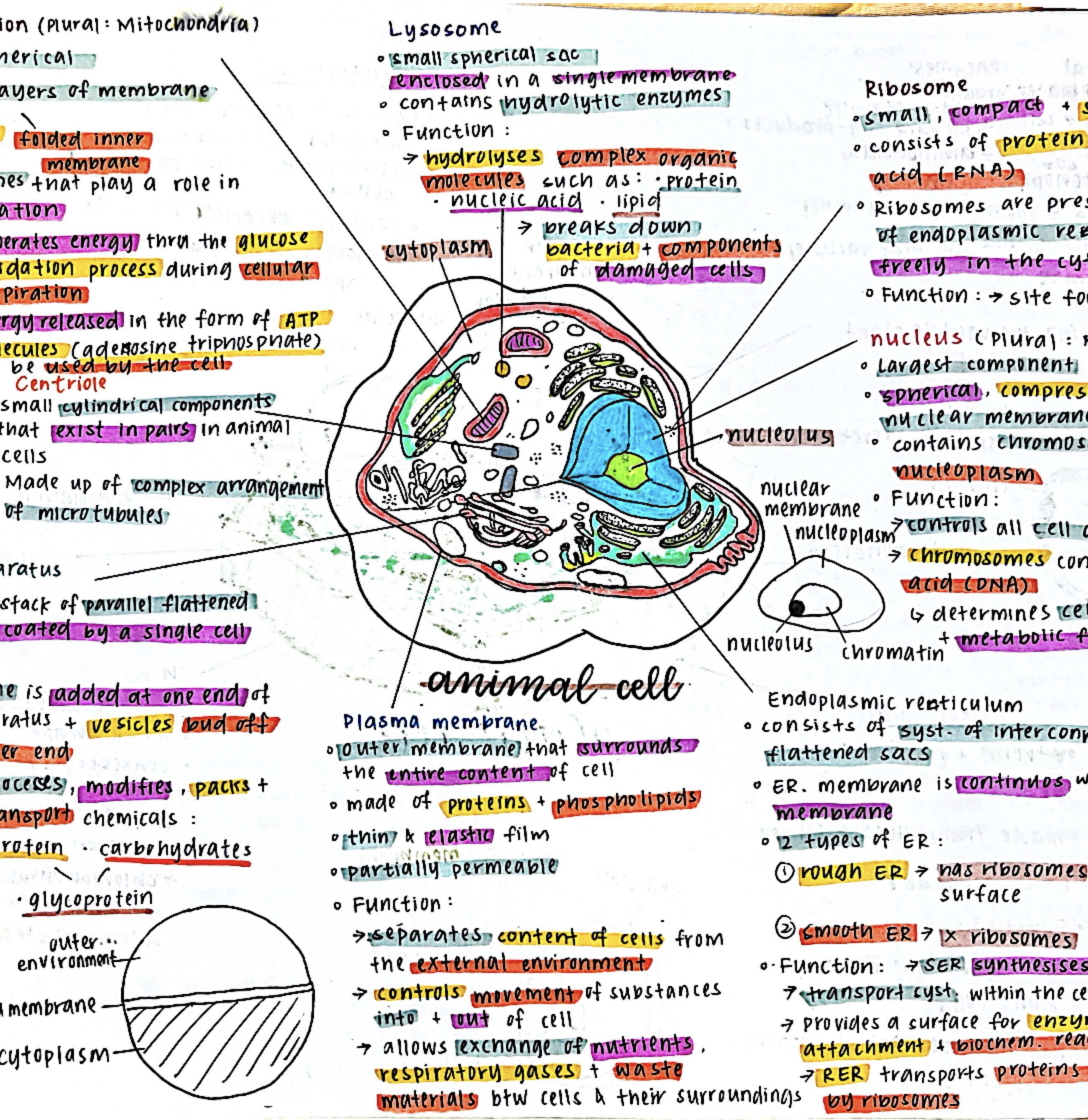 ion (Plural: Mitochondria)
herical
ayers of membrane
folded inner
membrane
nes that play a role in
ation
nerates energy thru the glucose
idation process during cellular
piration
rgy released in the form of ATP
lecules (adenosine triphosphate)
be used by the cell
Centriole
small cylindrical components
that exist in pairs in animal
cells
Made up of complex arrangement
of microtubules
aratus
stack of parallel flattened
coated by a single cell
ne is added at one end of
ratus + vesicles bud off
er end
ocesses, modifies, packs +
ansport chemicals :
rotein · carbohydrates
· glycoprotein
outer
environment
membrane
cytoplasm
Lysosome
° small spherical sac
enclosed in a single membrane
° contains hydrolytic enzymes
° Function :
→ hydrolyses complex organic
molecules such as: · protein
· nucleic acid · lipid
→ breaks down
bacteria + components
of damaged cells
cytoplasm
nucleolus
animal cell
Plasma membrane
° outer membrane that surrounds
the entire content of cell
° made of proteins + phospholipids
° thin & elastic film
° partially permeable
° Function :
→ separates content of cells from
the external environment
→ controls movement of substances
into + out of cell
→ allows exchange of nutrients,
respiratory gases + waste
materials btw cells & their surroundings
Ribosome
° small, compact + s
° consists of protein
acid (RNA)
° Ribosomes are pres
of endoplasmic re
freely in the cyt
° Function : → site fo
nucleus (Plural :
° Largest component
° spherical, compres
nuclear membrane
° contains chromos
nucleoplasm
° Function :
→ controls all cell
→ chromosomes con
acid (DNA)
↳ determines cel
+ metabolic f
nuclear
membrane
nucleoplasm
nucleolus
chromatin
Endoplasmic reticulum
° consists of syst. of interconn
flattened sacs
° ER. membrane is continuos w
membrane
° 2 types of ER :
① rough ER → has ribosomes
surface
② smooth ER → x ribosomes
° Function : → SER synthesises
→ transport cyst. within the ce
→ provides a surface for enzym
attachment + biochem. rea
→ RER transports proteins
by ribosomes